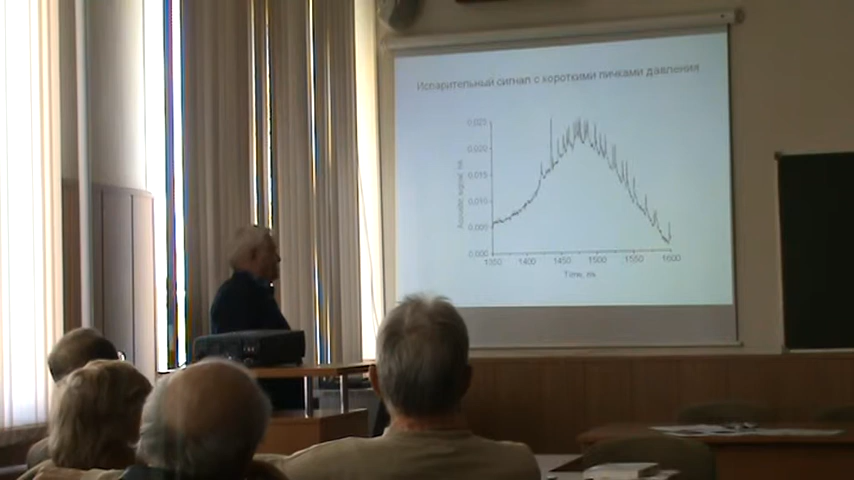 Испарительный сигнал с короткими пичками давления
0.025
0.020
0.015
0.010
0.005
0.000
1350 1400 1450 1500 1550 1600
Time, ns